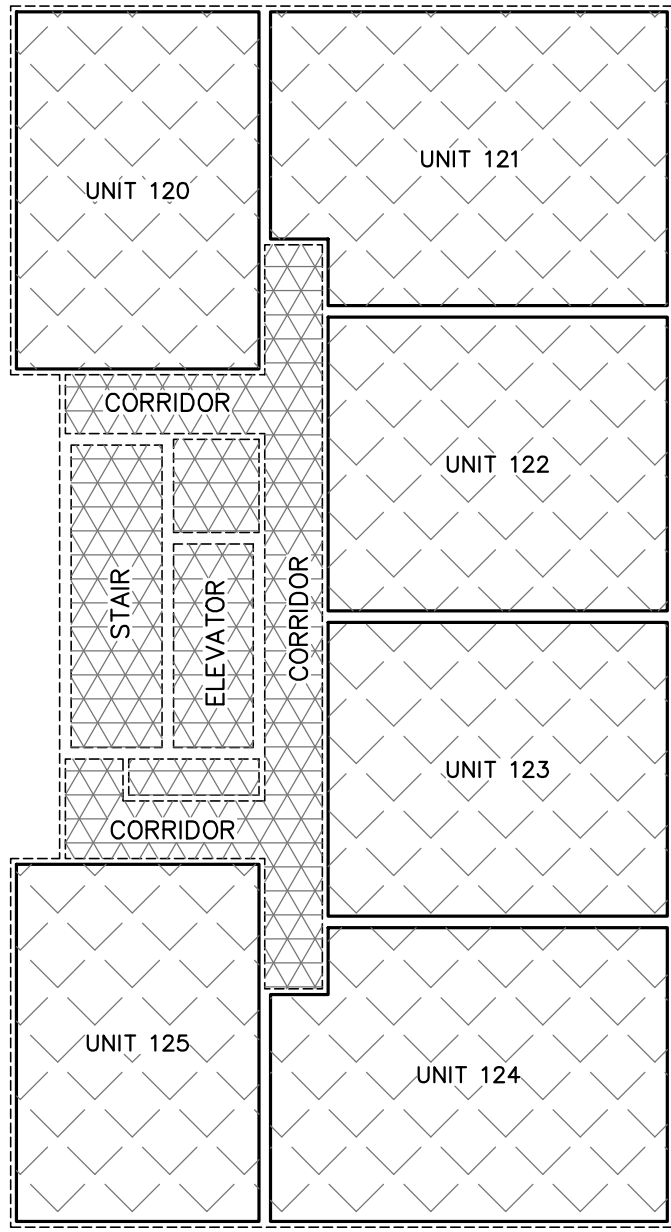 UNIT 120
UNIT 121
CORRIDOR
UNIT 122
STAIR
ELEVATOR
CORRIDOR
UNIT 123
CORRIDOR
UNIT 125
UNIT 124